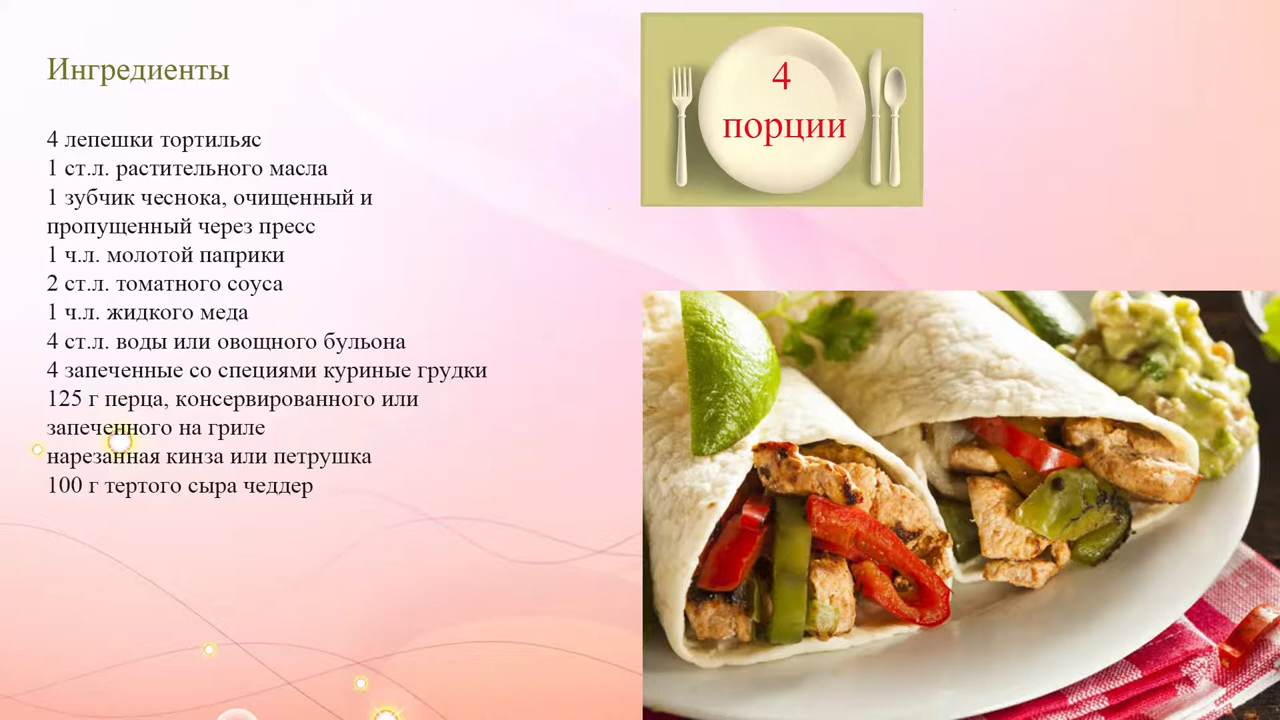 Ингредиенты
4 лепешки тортильяс
1 ст.л. растительного масла
1 зубчик чеснока, очищенный и
пропущенный через пресс
1 ч.л. молотой паприки
2 ст.л. томатного соуса
1 ч.л. жидкого меда
4 ст.л. воды или овощного бульона
4 запеченные со специями куриные грудки
125 г перца, консервированного или
запеченного на гриле
нарезанная кинза или петрушка
100 г тертого сыра чеддер
4
порции